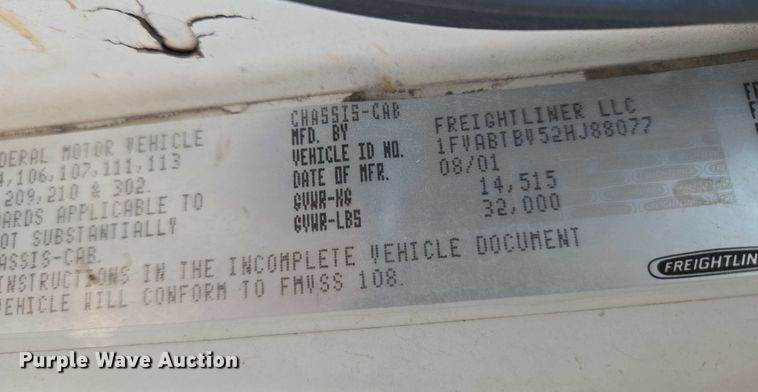 CHASSIS-CAB
DERAL MOTOR VEHICLE MFD. BY FREIGHTLINER LLC
4,106,107,111,113 VEHICLE ID NO. 1FVABTBV52HJ88077
209,210 & 302. DATE OF MFR. 08/01
ARDS APPLICABLE TO GVWR-KG 14,515
OT SUBSTANTIALLY GVWR-LBS 32,000
ASSIS-CAB.
INSTRUCTIONS IN THE INCOMPLETE VEHICLE DOCUMENT
VEHICLE WILL CONFORM TO FMVSS 108.
FREIGHTLIN
Purple Wave Auction